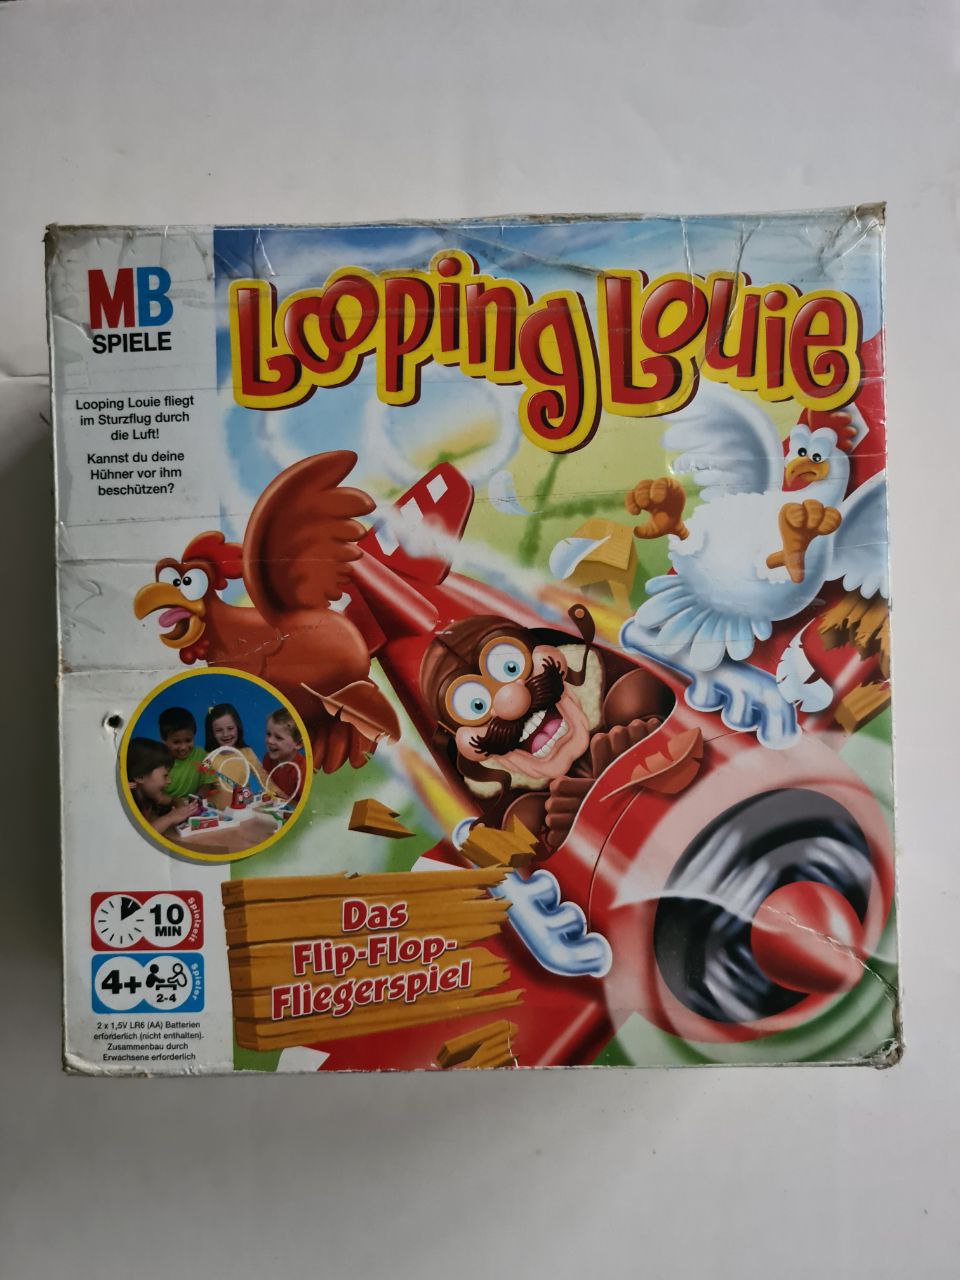 MB
SPIELE
Looping Louie
Looping Louie fliegt
im Sturzflug durch
die Luft!
Kannst du deine
Hühner vor ihm
beschützen?
10
MIN
Spielzeit
4+
2-4
Spieler
Das
Flip-Flop-
Fliegerspiel
2 x 1,5V LR6 (AA) Batterien
erforderlich (nicht enthalten).
Zusammenbau durch
Erwachsene erforderlich